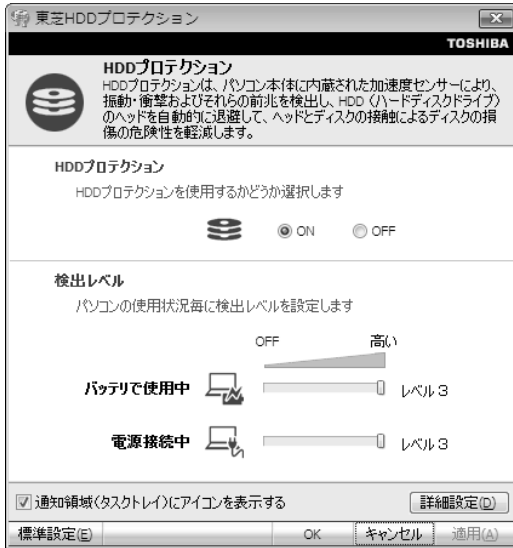 東芝HDDプロテクション
TOSHIBA
HDDプロテクション
HDDプロテクションは、パソコン本体に内蔵された加速度センサーにより、
振動・衝撃およびそれらの前兆を検出し、HDD（ハードディスクドライブ）
のヘッドを自動的に退避して、ヘッドとディスクの接触によるディスクの損
傷の危険性を軽減します。
HDDプロテクション
HDDプロテクションを使用するかどうか選択します
ON OFF
検出レベル
パソコンの使用状況毎に検出レベルを設定します
OFF 高い
バッテリで使用中 レベル 3
電源接続中 レベル 3
通知領域(タスクトレイ)にアイコンを表示する 詳細設定(D)
標準設定(E) OK キャンセル 適用(A)